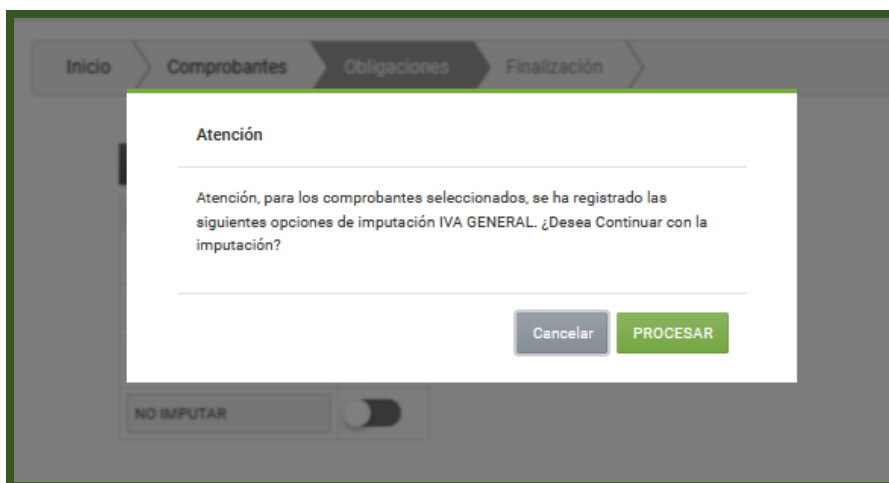 Inicio
Comprobantes
Obligaciones
Finalización
Atención
Atención, para los comprobantes seleccionados, se ha registrado las
siguientes opciones de imputación IVA GENERAL. ¿Desea Continuar con la
imputación?
Cancelar
PROCESAR
NO IMPUTAR